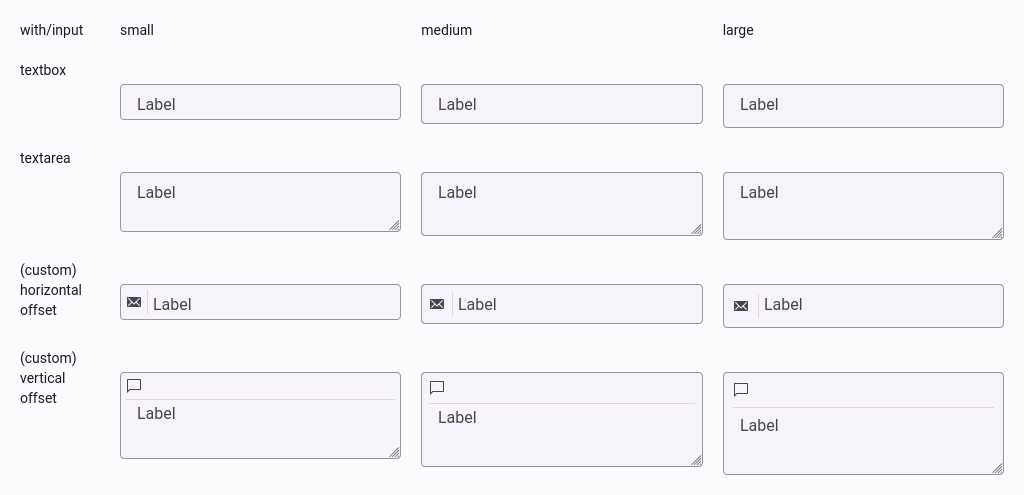 with/input small medium large
textbox
Label Label Label
textarea
Label Label Label
(custom)
horizontal
offset
Label Label Label
(custom)
vertical
offset
Label Label Label